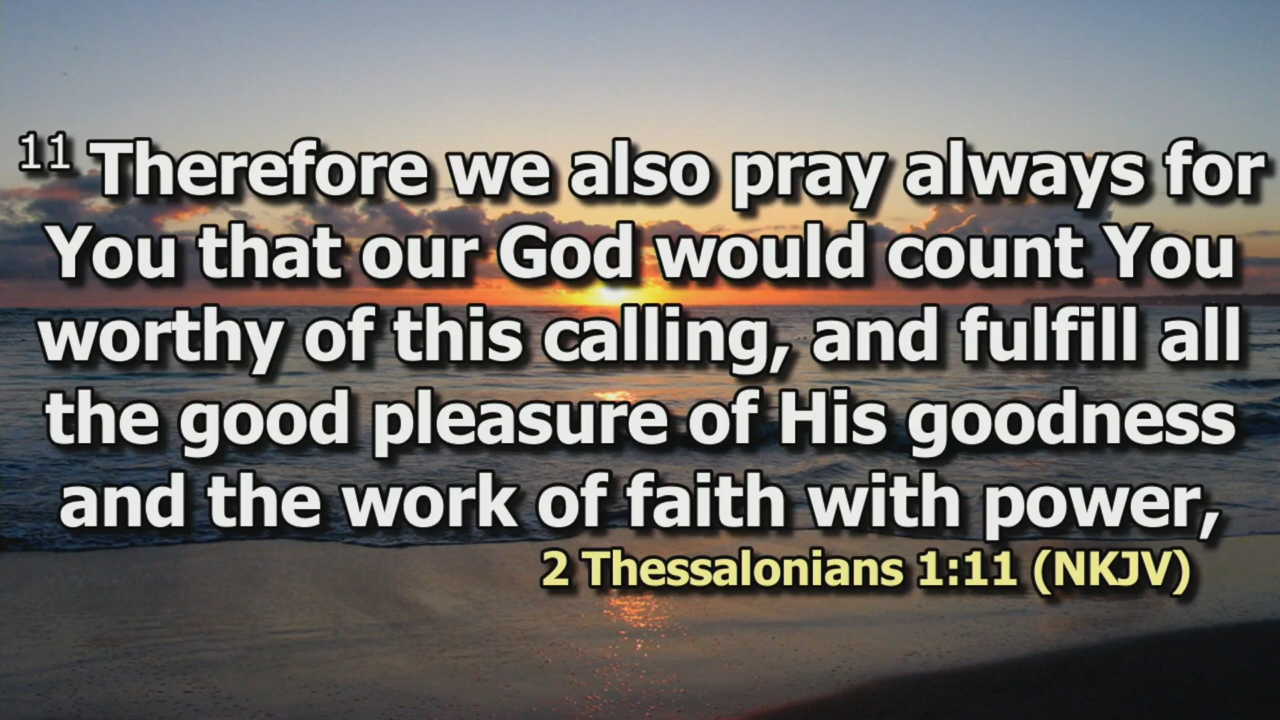 11 Therefore we also pray always for
You that our God would count You
worthy of this calling, and fulfill all
the good pleasure of His goodness
and the work of faith with power,
2 Thessalonians 1:11 (NKJV)